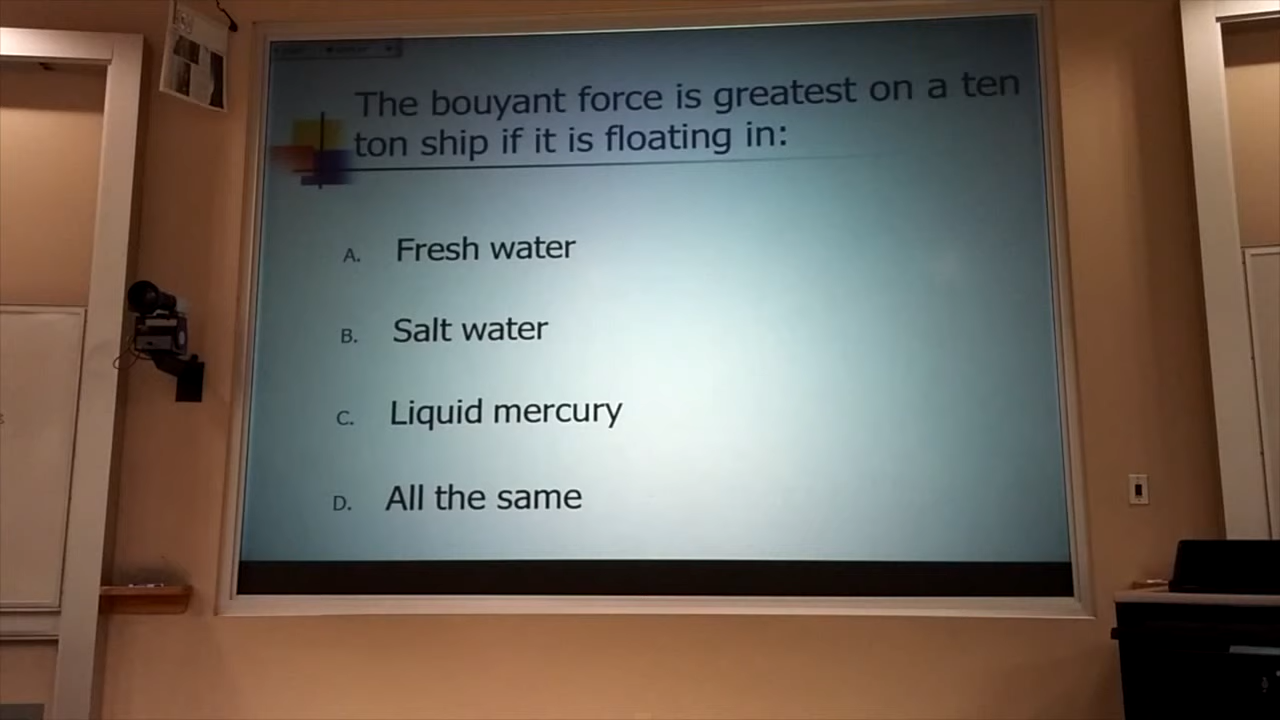 The bouyant force is greatest on a ten
ton ship if it is floating in:
A. Fresh water
B. Salt water
C. Liquid mercury
D. All the same